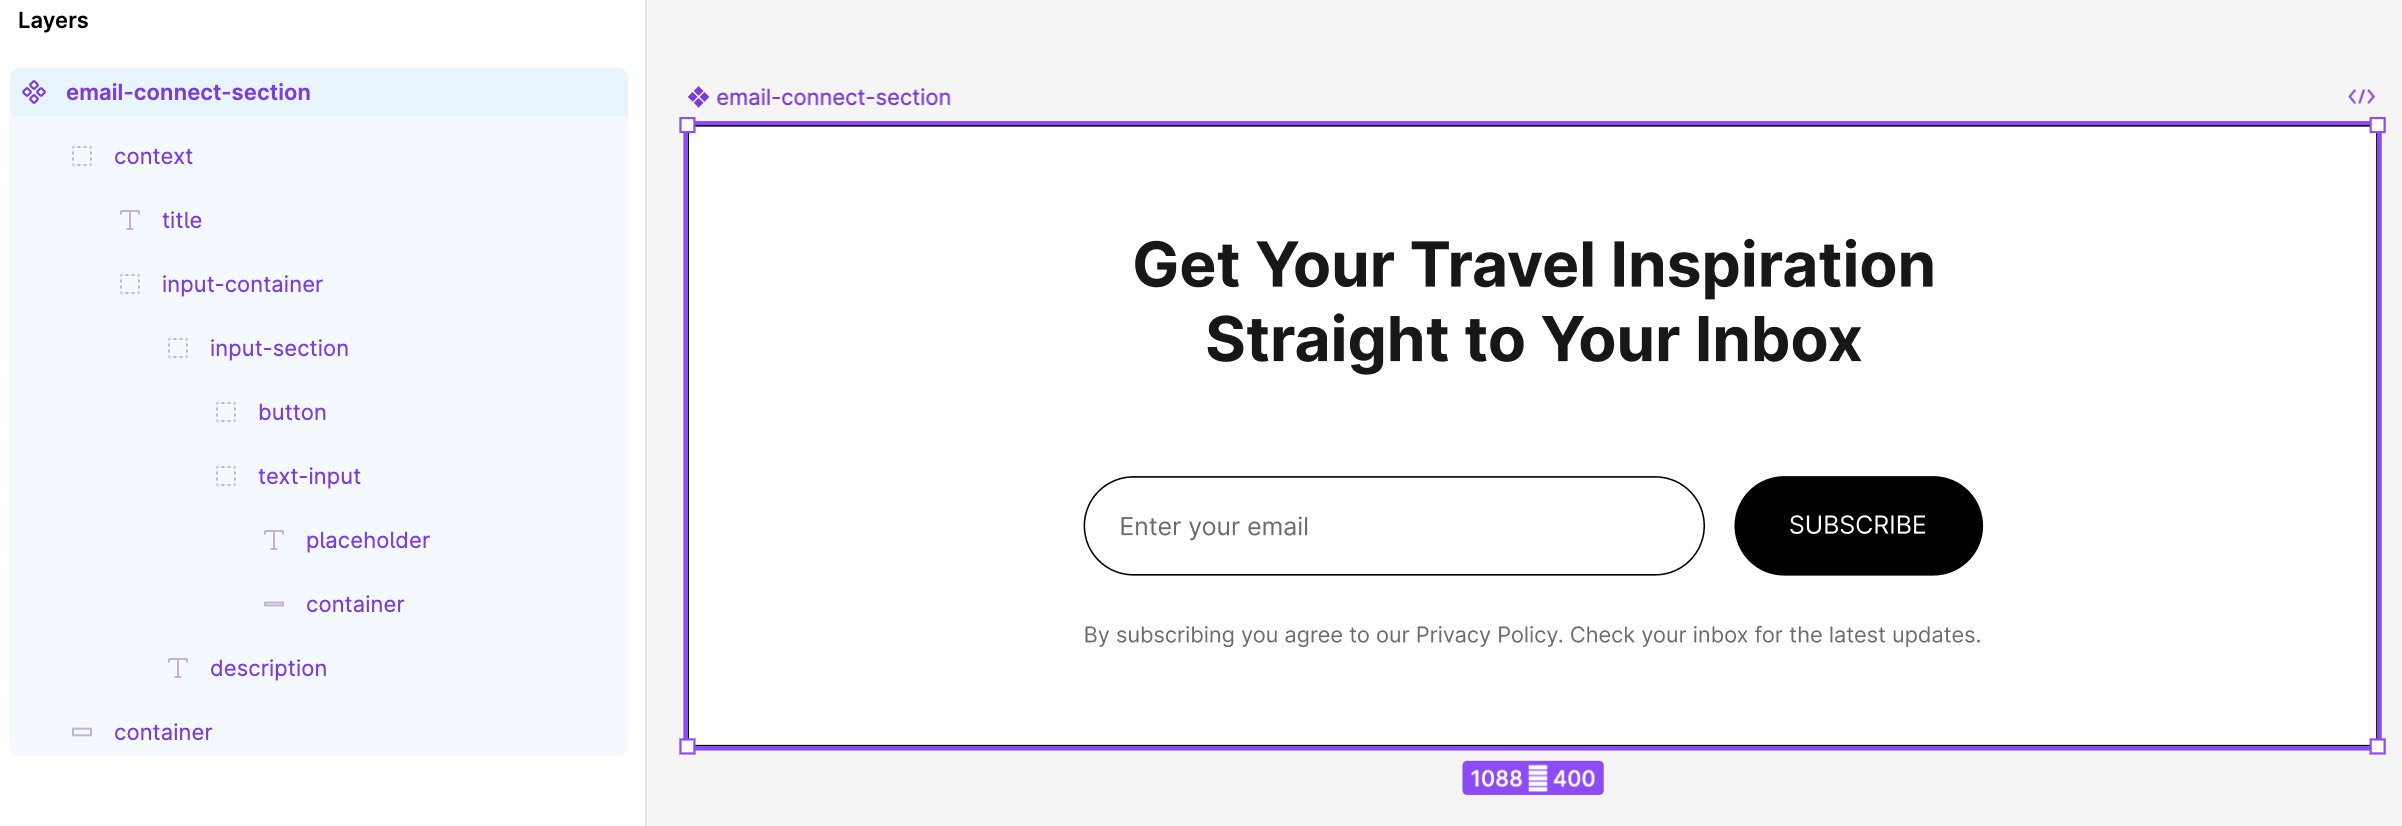 Layers
email-connect-section
context
title
input-container
input-section
button
text-input
placeholder
container
description
container
email-connect-section
</>
Get Your Travel Inspiration
Straight to Your Inbox
Enter your email
SUBSCRIBE
By subscribing you agree to our Privacy Policy. Check your inbox for the latest updates.
1088 400